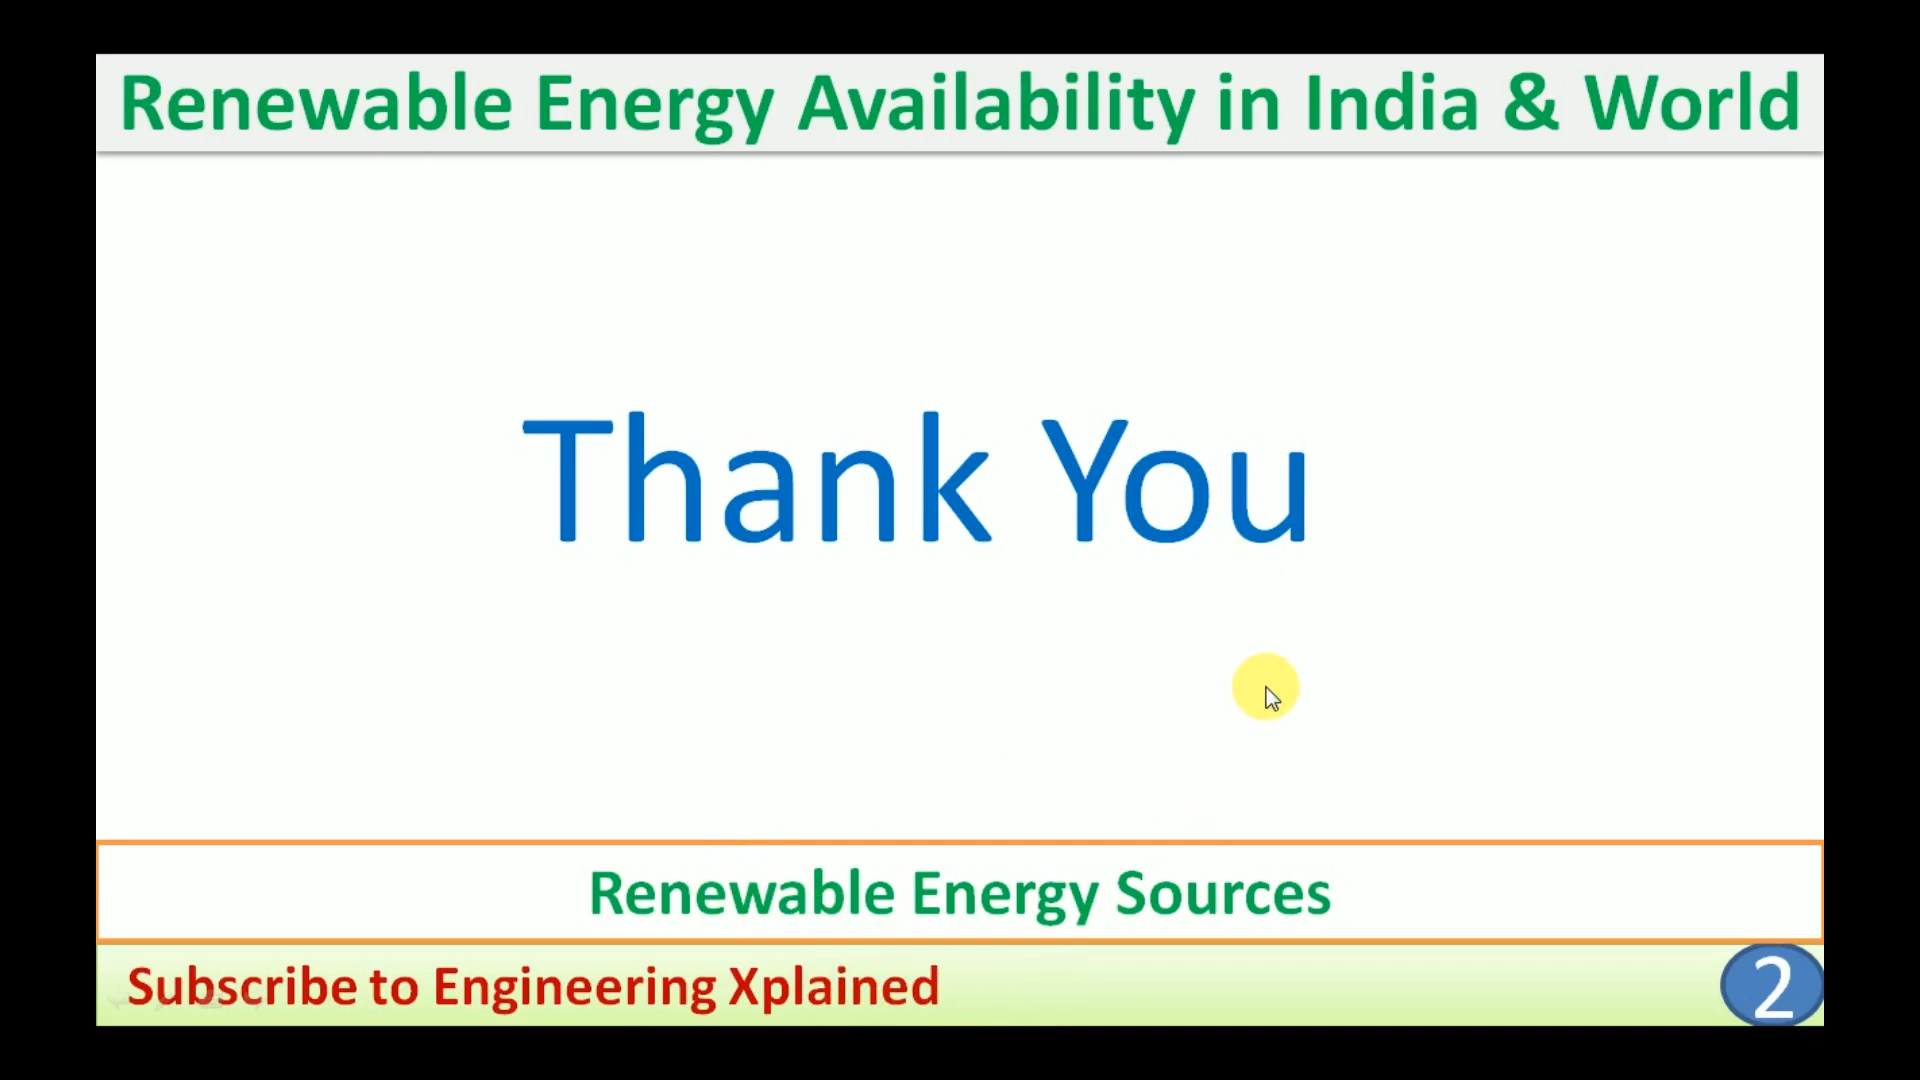 Renewable Energy Availability in India & World
Thank You
Renewable Energy Sources
Subscribe to Engineering Xplained
2